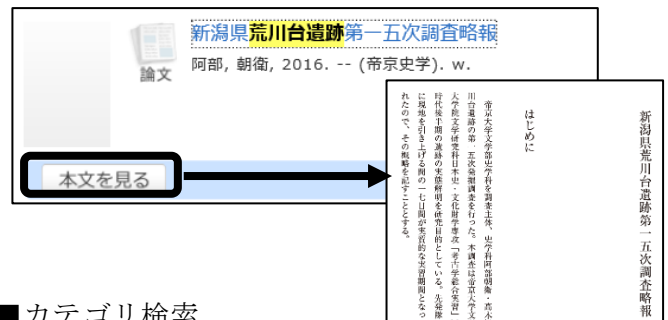 新潟県荒川台遺跡第一五次調査略報
論文
阿部, 朝衛, 2016. -- (帝京史学). w.
本文を見る
新潟県荒川台遺跡第一五次調査略報
はじめに
帝京大学文学部史学科を調査主体、史学科阿部朝衛・高木
川台遺跡の第一五次発掘調査を行った。本調査は帝京大学文
大学院文学研究科日本史・文化財学専攻「考古学総合実習」
時代後半期の遺跡の実態解明を研究目的としている。先発隊
に現地を引き上げる間の一七日間が実質的な実習期間となっ
れたので、その概略を記すこととする。
■カテゴリ検索